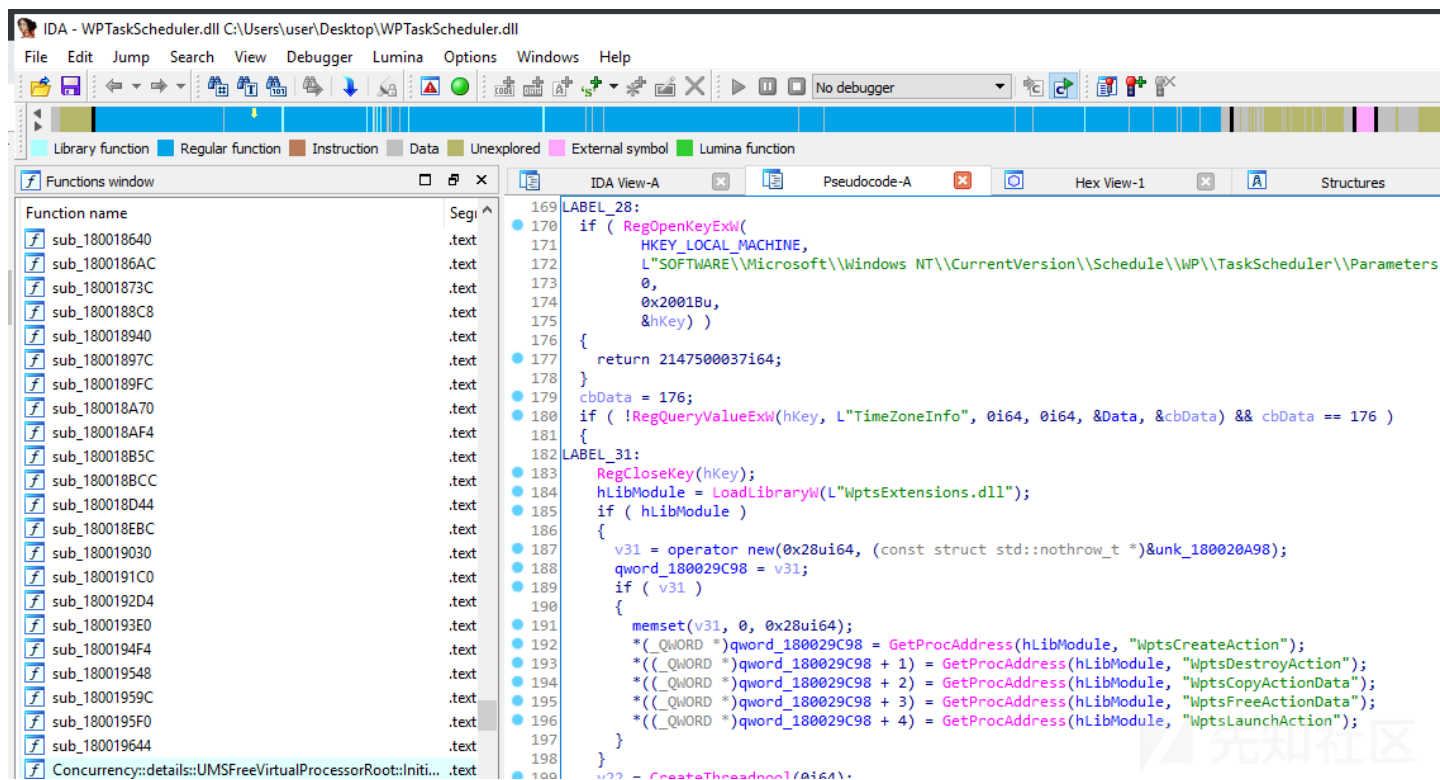 IDA - WPTaskScheduler.dll C:\Users\user\Desktop\WPTaskScheduler.dll
File Edit Jump Search View Debugger Lumina Options Windows Help
No debugger
Library function Regular function Instruction Data Unexplored External symbol Lumina function
Functions window
IDA View-A Pseudocode-A Hex View-1 Structures
Function name Segı
sub_180018640 .text
sub_1800186AC .text
sub_18001873C .text
sub_1800188C8 .text
sub_180018940 .text
sub_18001897C .text
sub_1800189FC .text
sub_180018A70 .text
sub_180018AF4 .text
sub_180018B5C .text
sub_180018BCC .text
sub_180018D44 .text
sub_180018EBC .text
sub_180019030 .text
sub_1800191C0 .text
sub_1800192D4 .text
sub_1800193E0 .text
sub_1800194F4 .text
sub_180019548 .text
sub_18001959C .text
sub_1800195F0 .text
sub_180019644 .text
Concurrency::details::UMSFreeVirtualProcessorRoot::Initi... .text
169 LABEL_28:
170 if ( RegOpenKeyExW(
171 HKEY_LOCAL_MACHINE,
172 L"SOFTWARE\\Microsoft\\Windows NT\\CurrentVersion\\Schedule\\WP\\TaskScheduler\\Parameters
173 0,
174 0x2001Bu,
175 &hKey) )
176 {
177 return 2147500037i64;
178 }
179 cbData = 176;
180 if ( !RegQueryValueExW(hKey, L"TimeZoneInfo", 0i64, 0i64, &Data, &cbData) && cbData == 176 )
181 {
182 LABEL_31:
183 RegCloseKey(hKey);
184 hLibModule = LoadLibraryW(L"WptsExtensions.dll");
185 if ( hLibModule )
186 {
187 v31 = operator new(0x28ui64, (const struct std::nothrow_t *)&unk_180020A98);
188 qword_180029C98 = v31;
189 if ( v31 )
190 {
191 memset(v31, 0, 0x28ui64);
192 *(_QWORD *)qword_180029C98 = GetProcAddress(hLibModule, "WptsCreateAction");
193 *((_QWORD *)qword_180029C98 + 1) = GetProcAddress(hLibModule, "WptsDestroyAction");
194 *((_QWORD *)qword_180029C98 + 2) = GetProcAddress(hLibModule, "WptsCopyActionData");
195 *((_QWORD *)qword_180029C98 + 3) = GetProcAddress(hLibModule, "WptsFreeActionData");
196 *((_QWORD *)qword_180029C98 + 4) = GetProcAddress(hLibModule, "WptsLaunchAction");
197 }
198 }
199 v22 = CreateThreadpool(0i64);
先知社区